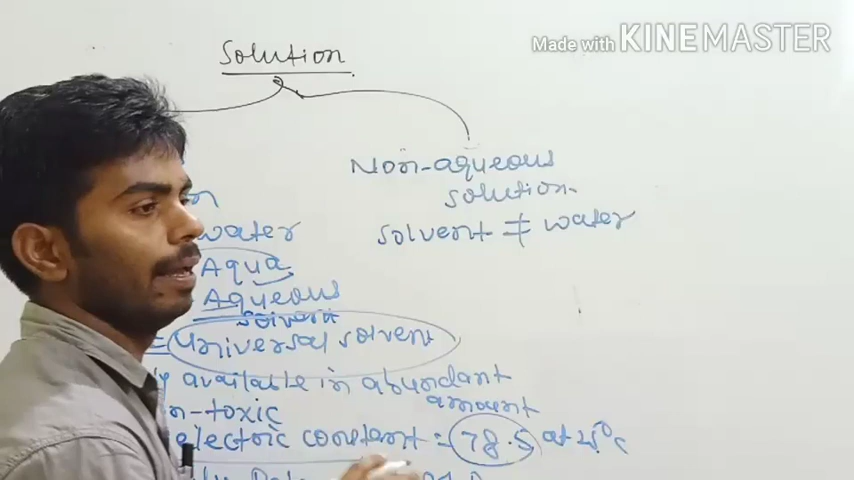 Made with KINEMASTER
Solution
Non-aqueous
solution
solvent ≠ water
water
Aqua
Aqueous
solvent
= Universal solvent
available in abundant
amount
n-toxic
electric constant = 78.5 at 25°C